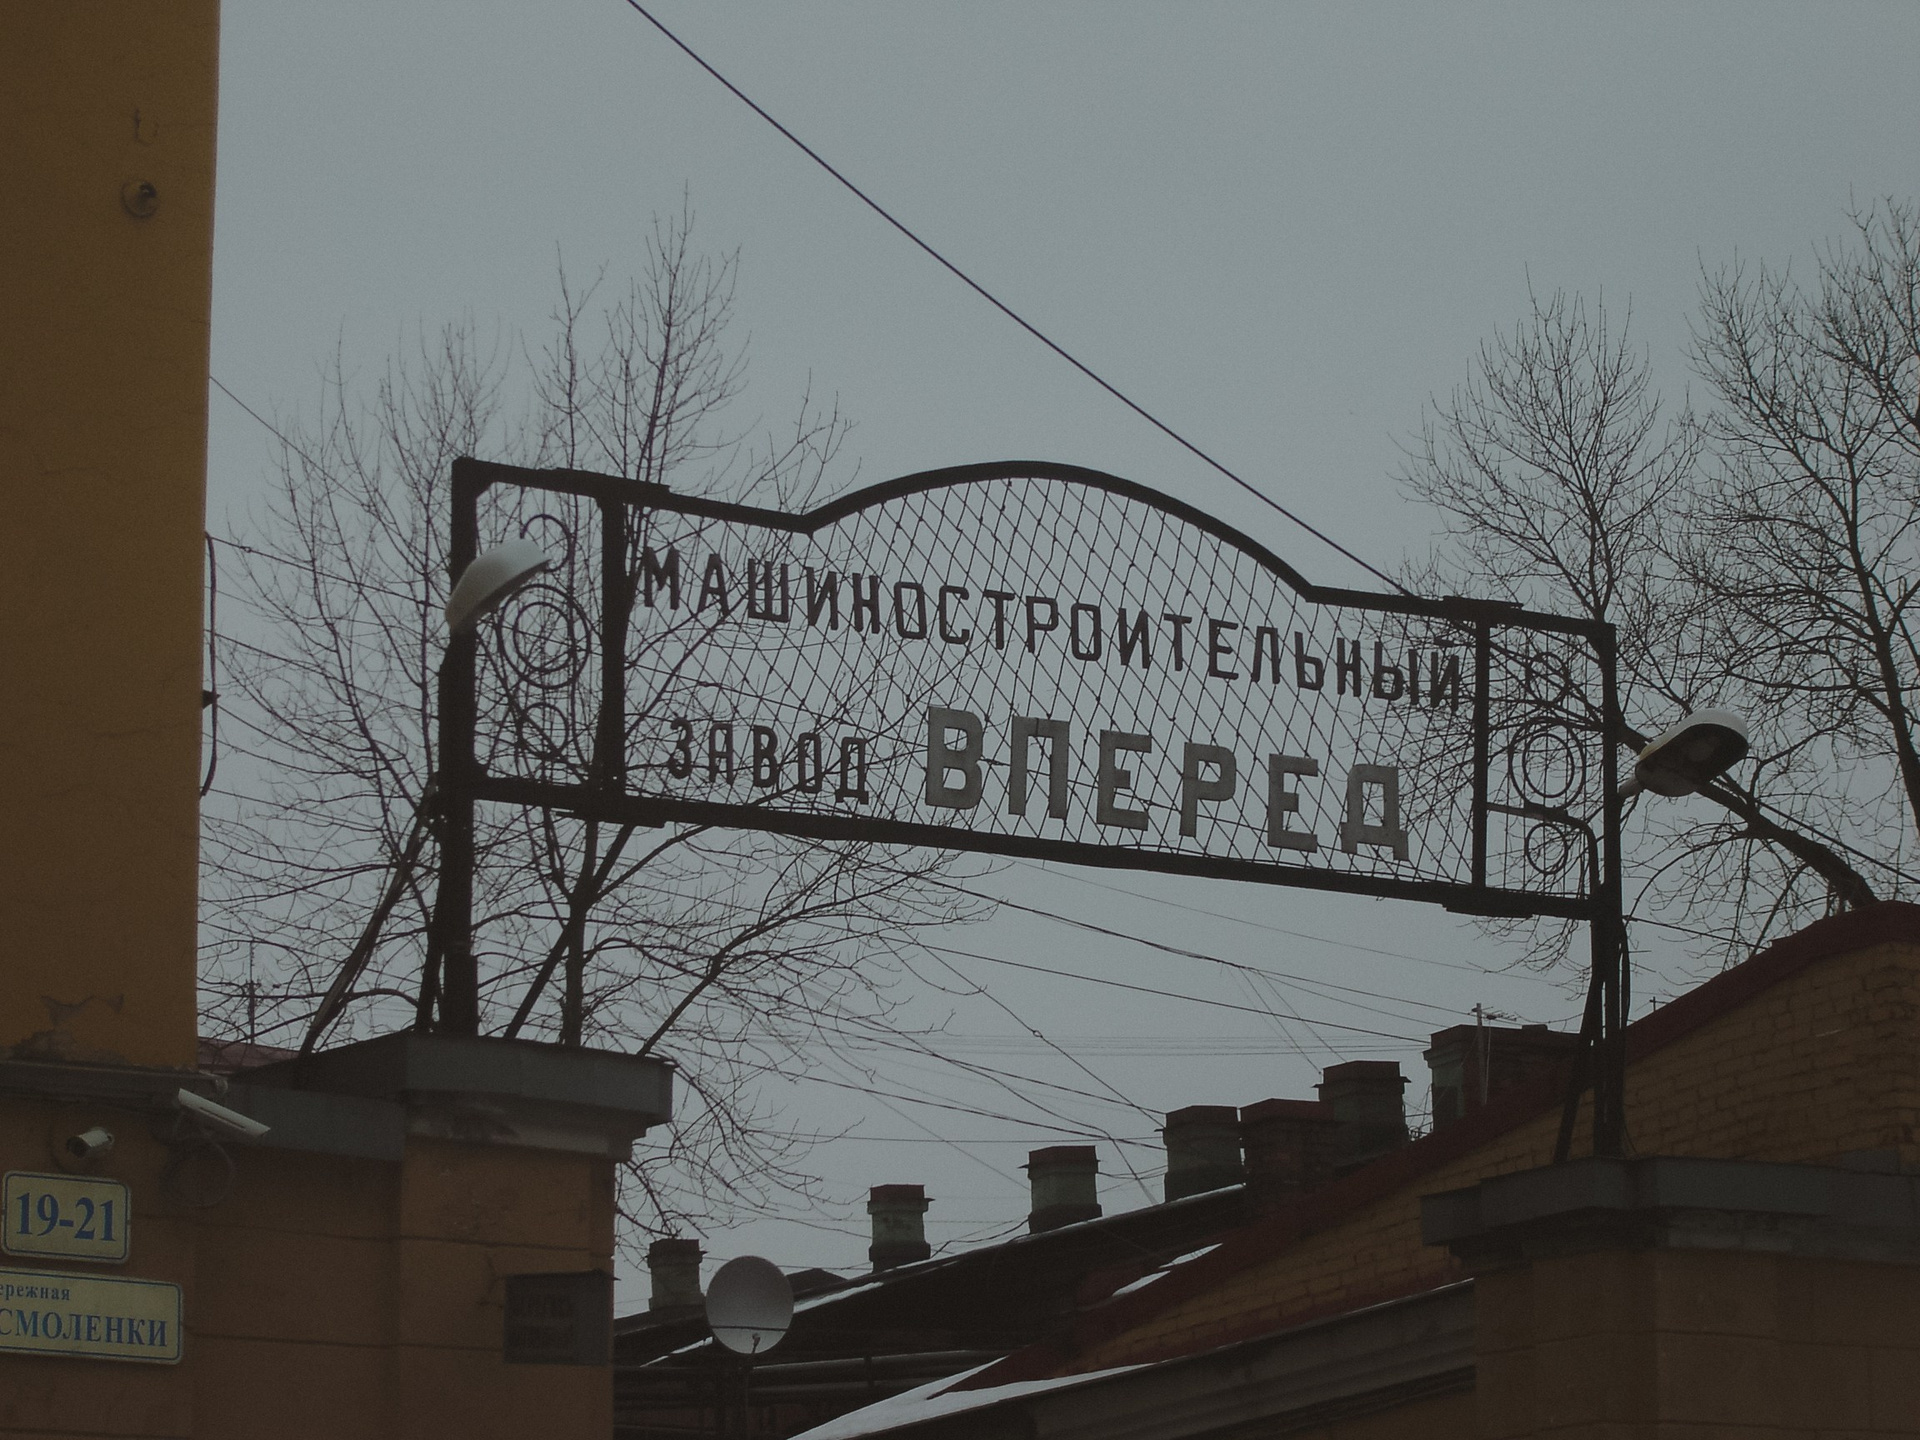 МАШИНОСТРОИТЕЛЬНЫЙ
ЗАВОД ВПЕРЕД
19-21
СМОЛЕНКИ